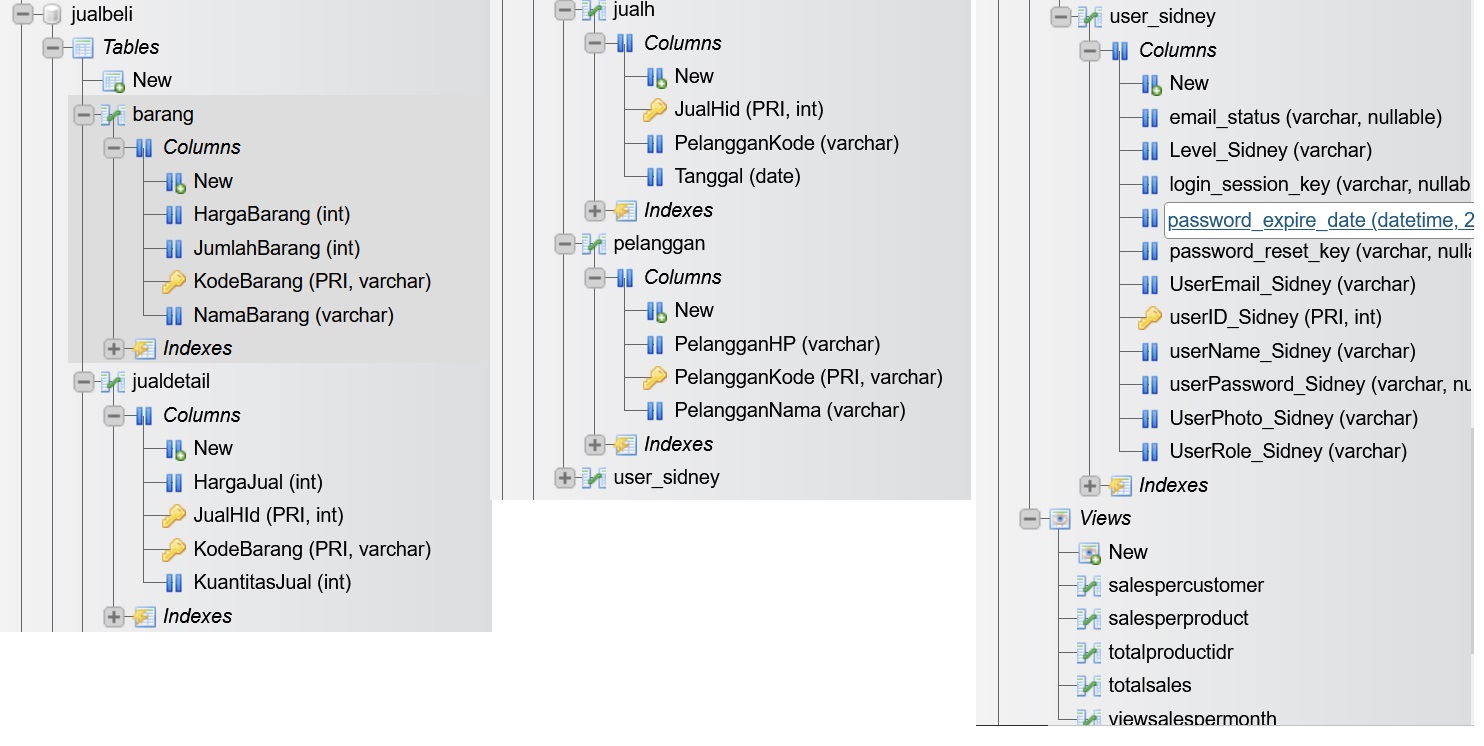 jualbeli
Tables
New
barang
Columns
New
HargaBarang (int)
JumlahBarang (int)
KodeBarang (PRI, varchar)
NamaBarang (varchar)
Indexes
jualdetail
Columns
New
HargaJual (int)
JualHId (PRI, int)
KodeBarang (PRI, varchar)
KuantitasJual (int)
Indexes
jualh
Columns
New
JualHid (PRI, int)
PelangganKode (varchar)
Tanggal (date)
Indexes
pelanggan
Columns
New
PelangganHP (varchar)
PelangganKode (PRI, varchar)
PelangganNama (varchar)
Indexes
user_sidney
user_sidney
Columns
New
email_status (varchar, nullable)
Level_Sidney (varchar)
login_session_key (varchar, nullab
password_expire_date (datetime, 2
password_reset_key (varchar, nulla
UserEmail_Sidney (varchar)
userID_Sidney (PRI, int)
userName_Sidney (varchar)
userPassword_Sidney (varchar, nu
UserPhoto_Sidney (varchar)
UserRole_Sidney (varchar)
Indexes
Views
New
salespercustomer
salesperproduct
totalproductidr
totalsales
viewsalespermonth